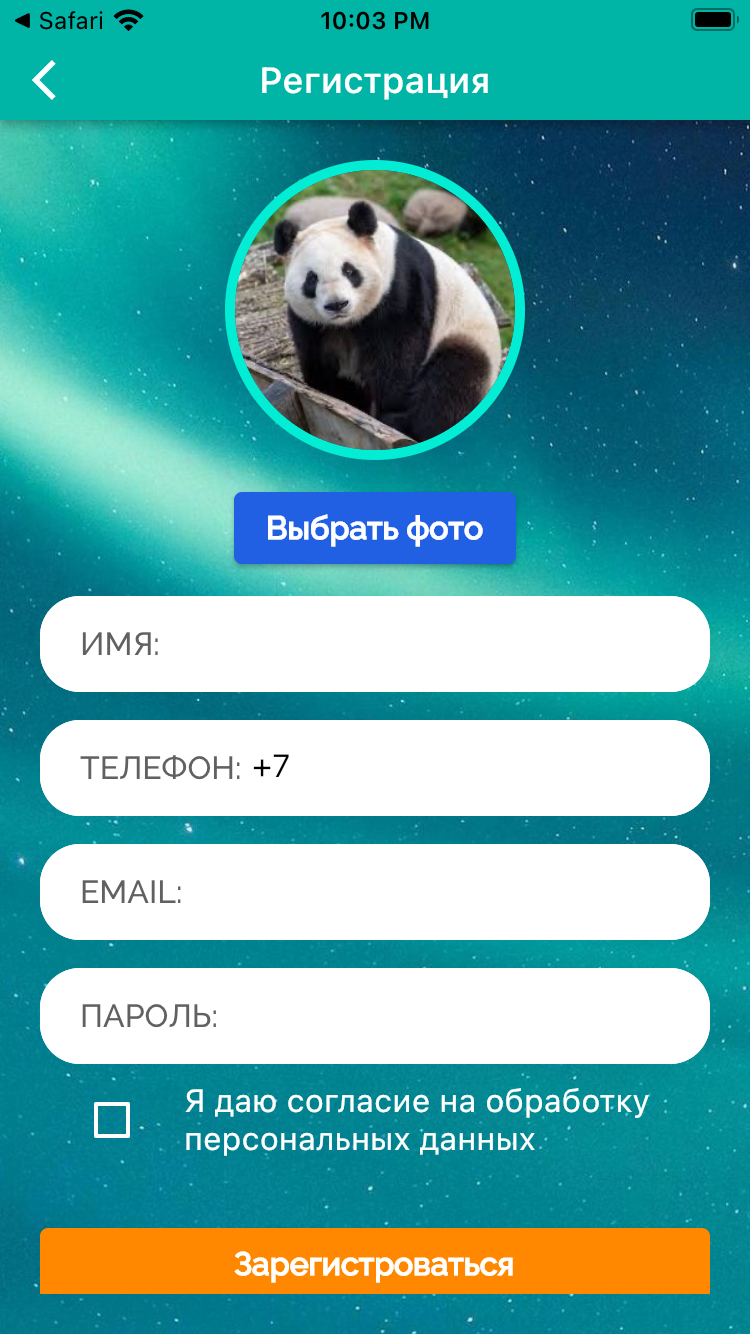 Safari
10:03 PM
Регистрация
Выбрать фото
ИМЯ:
ТЕЛЕФОН: +7
EMAIL:
ПАРОЛЬ:
Я даю согласие на обработку
персональных данных
Зарегистроваться